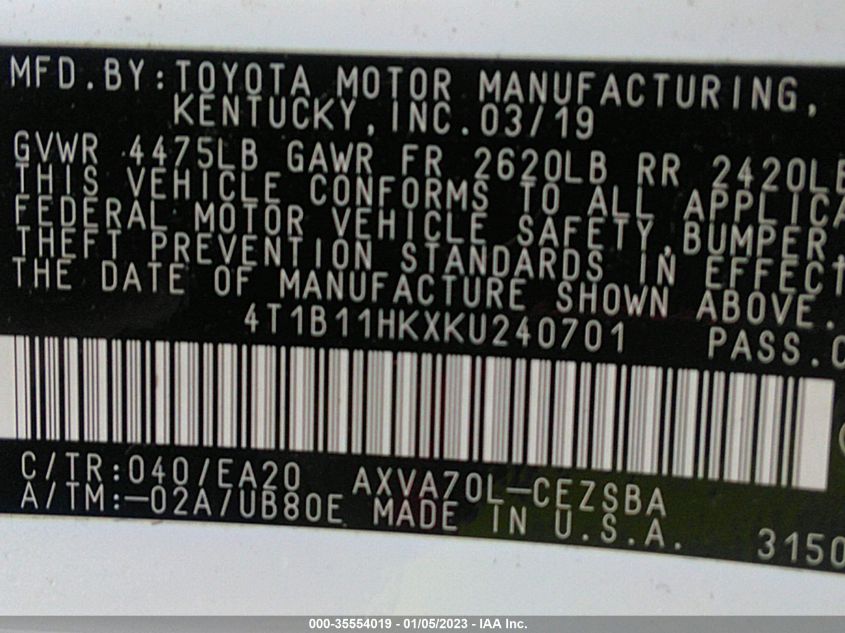 MFD.BY:TOYOTA MOTOR MANUFACTURING,
KENTUCKY,INC.03/19
GVWR 4475LB GAWR FR 2620LB RR 2420LB
THIS VEHICLE CONFORMS TO ALL
FEDERAL MOTOR VEHICLE SAFETY,BUMPER,
THEFT PREVENTION STANDARDS IN EFFECT
THE DATE OF MANUFACTURE SHOWN ABOVE.
4T1B11HKXKU240701 PASS.
C/TR:040/EA20 AXVA70L-CEZSBA
A/TM:-02A/UB80E MADE IN U.S.A.
3150
000-35554019 - 01/05/2023 - IAA Inc.